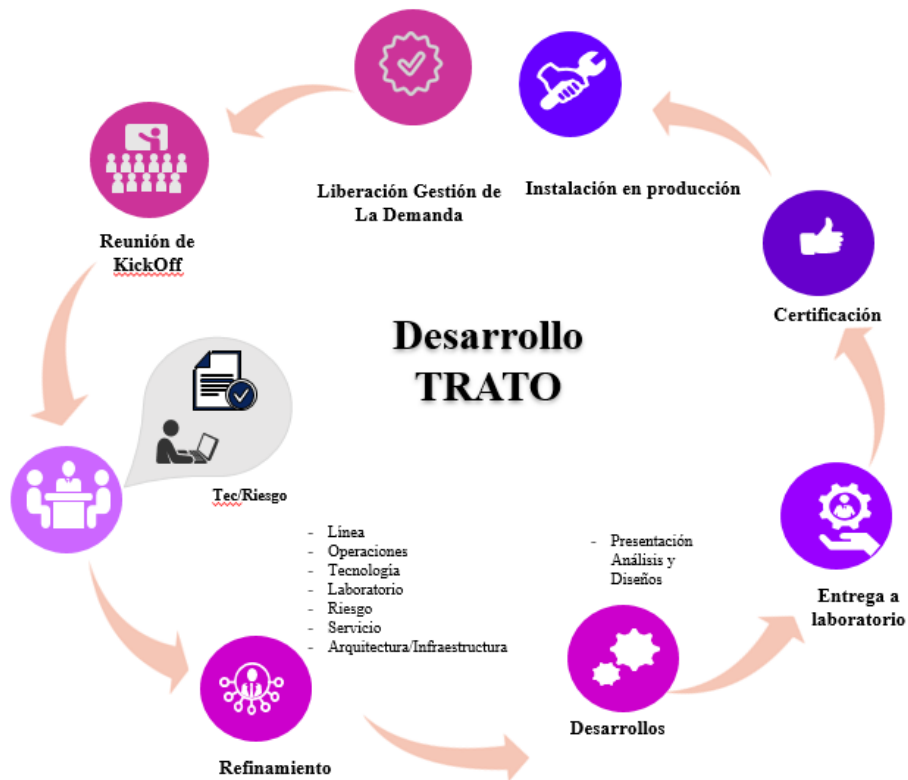 Liberación Gestión de
La Demanda
Instalación en producción
Reunión de
KickOff
Certificación
Desarrollo
TRATO
Tec/Riesgo
- Línea
- Operaciones
- Tecnología
- Laboratorio
- Riesgo
- Servicio
- Arquitectura/Infraestructura
- Presentación
Análisis y
Diseños
Entrega a
laboratorio
Desarrollos
Refinamiento